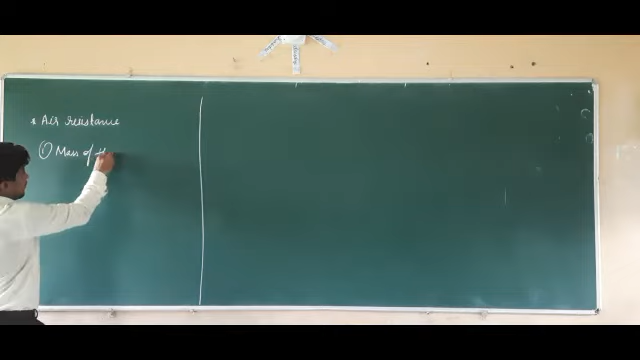 * Air resistance
① Mass of